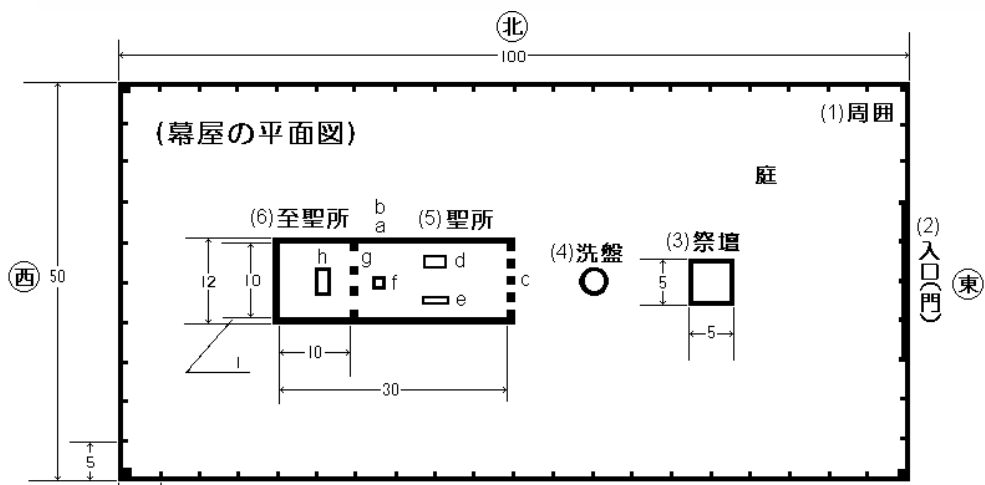 北
100
(1)周囲
(幕屋の平面図)
庭
(6)至聖所
b
a
(5)聖所
(4)洗盤
(3)祭壇
(2)入口(門)
西
50
12
10
h
g
f
d
e
c
5
東
5
10
1
30
5